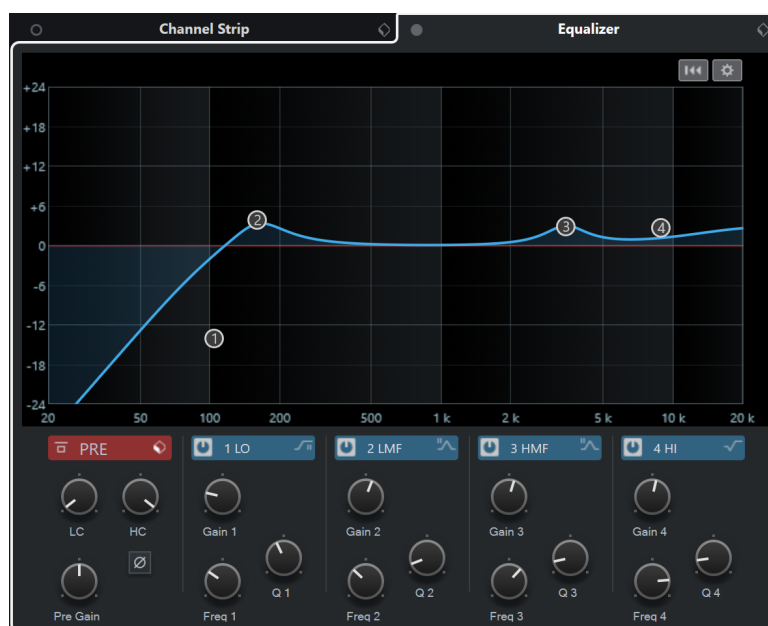 Channel Strip Equalizer
+24
+18
+12
+6
0
-6
-12
-18
-24
2 3 4
1
20 50 100 200 500 1 k 2 k 5 k 10 k 20 k
PRE 1 LO 2 LMF 3 HMF 4 HI
LC HC Gain 1 Gain 2 Gain 3 Gain 4
Q 1 Q 2 Q 3 Q 4
Pre Gain Freq 1 Freq 2 Freq 3 Freq 4